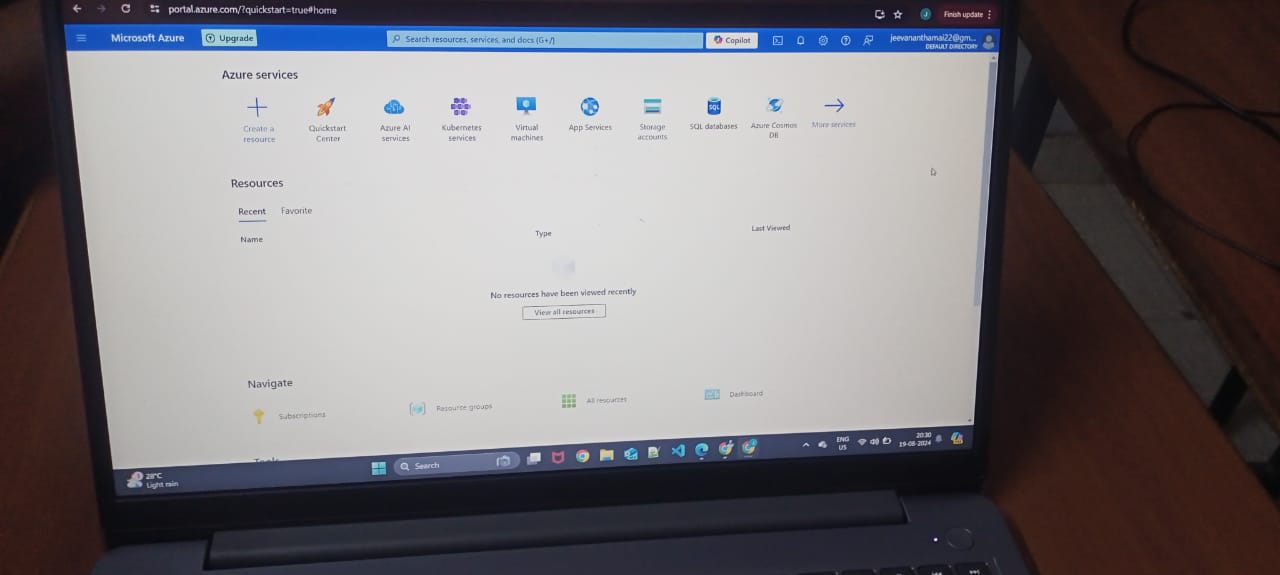 portal.azure.com/?quickstart=true#home
Finish update
Microsoft Azure
Upgrade
Search resources, services, and docs (G+/)
Copilot
jeevananthamai22@gm...
DEFAULT DIRECTORY
Azure services
Create a resource
Quickstart Center
Azure AI services
Kubernetes services
Virtual machines
App Services
Storage accounts
SQL databases
Azure Cosmos DB
More services
Resources
Recent Favorite
Name Type Last Viewed
No resources have been viewed recently
View all resources
Navigate
Subscriptions Resource groups All resources Dashboard
Tools
28°C
Light rain
Search
ENG
US
20:30
19-08-2024